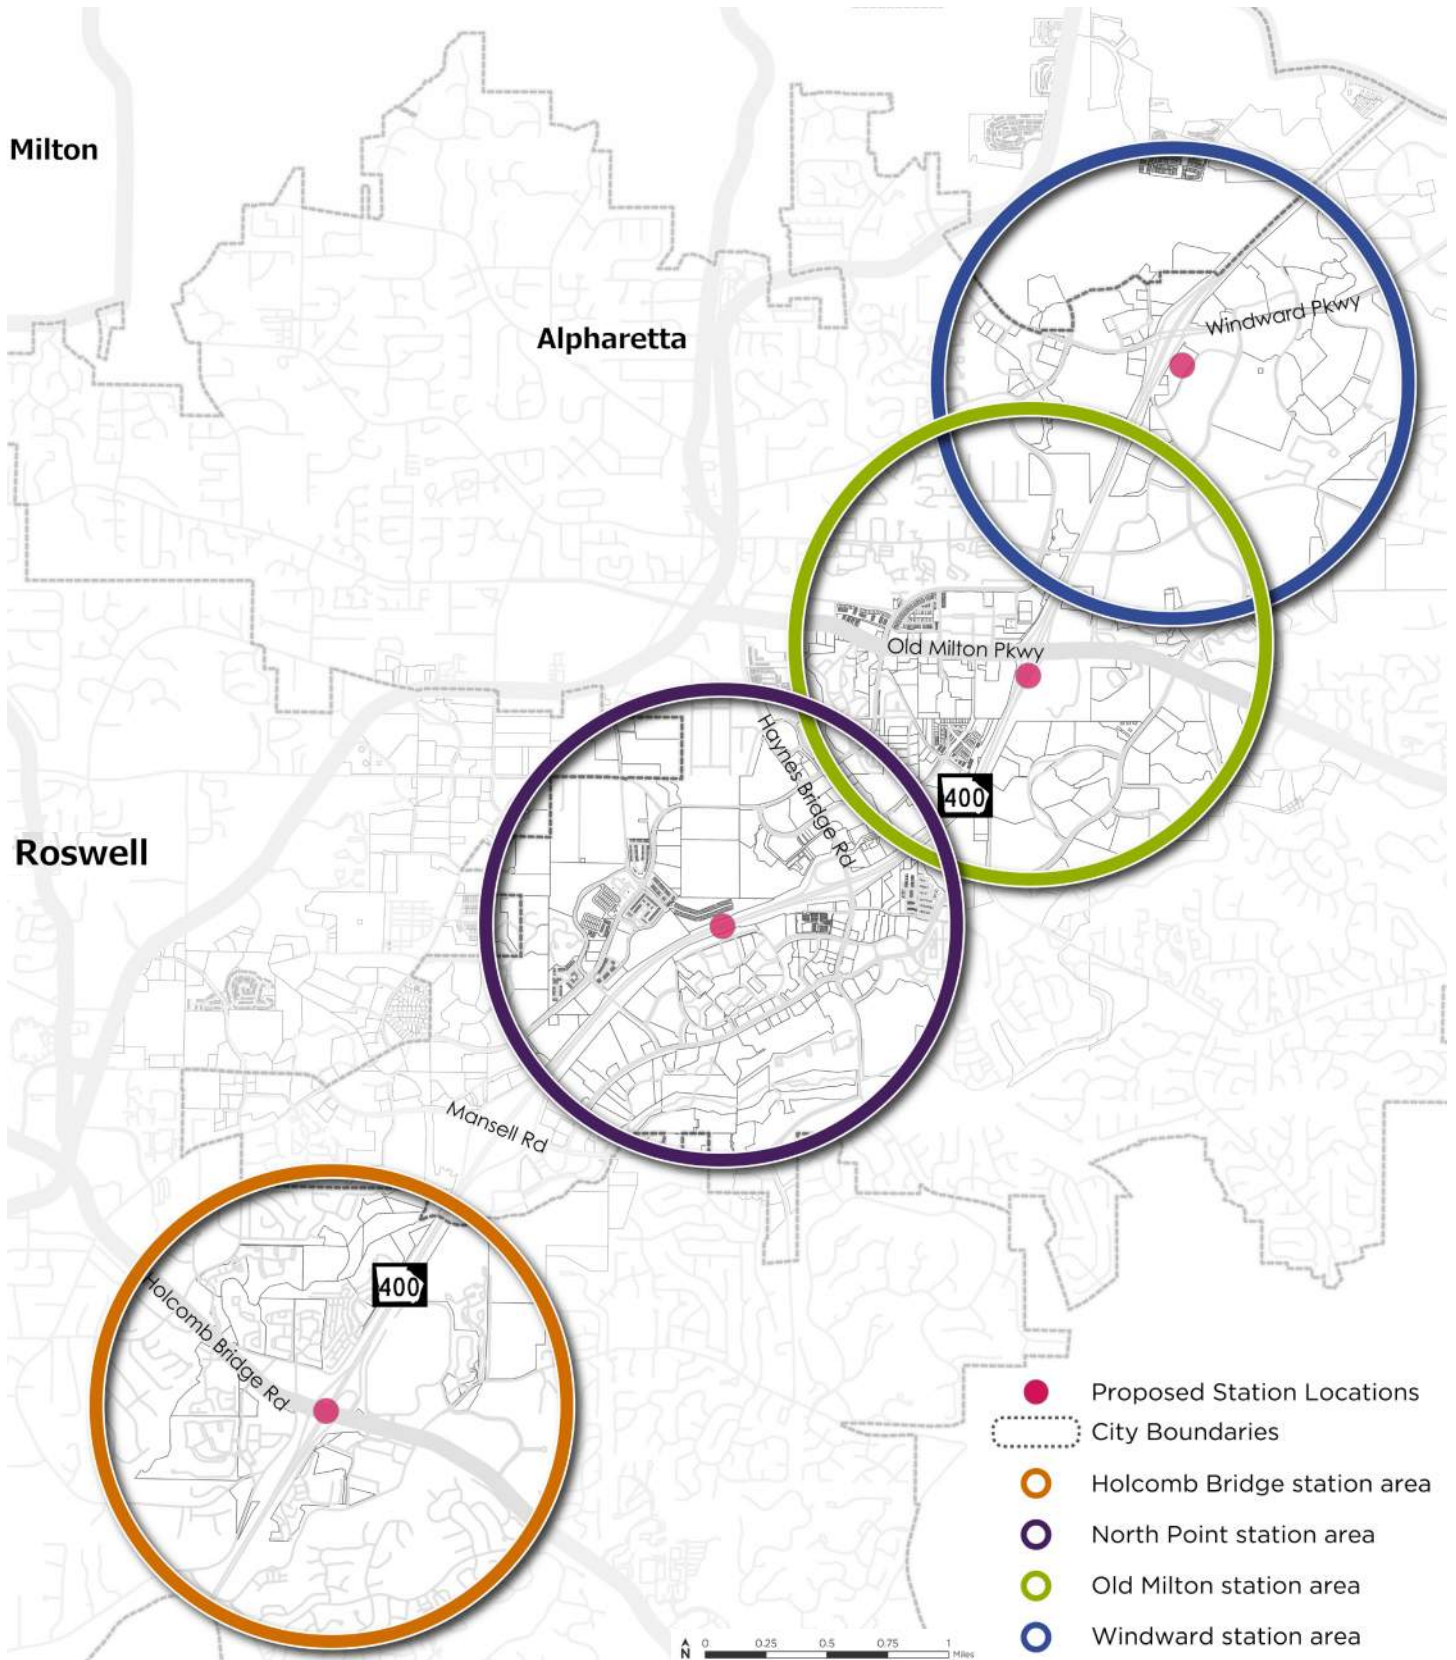 Milton
Windward Pkwy
Alpharetta
Old Milton Pkwy
Haynes Bridge Rd
400
Roswell
Mansell Rd
400
Holcomb Bridge Rd
Proposed Station Locations
City Boundaries
Holcomb Bridge station area
North Point station area
Old Milton station area
Windward station area
N
0 0.25 0.5 0.75 1
Miles